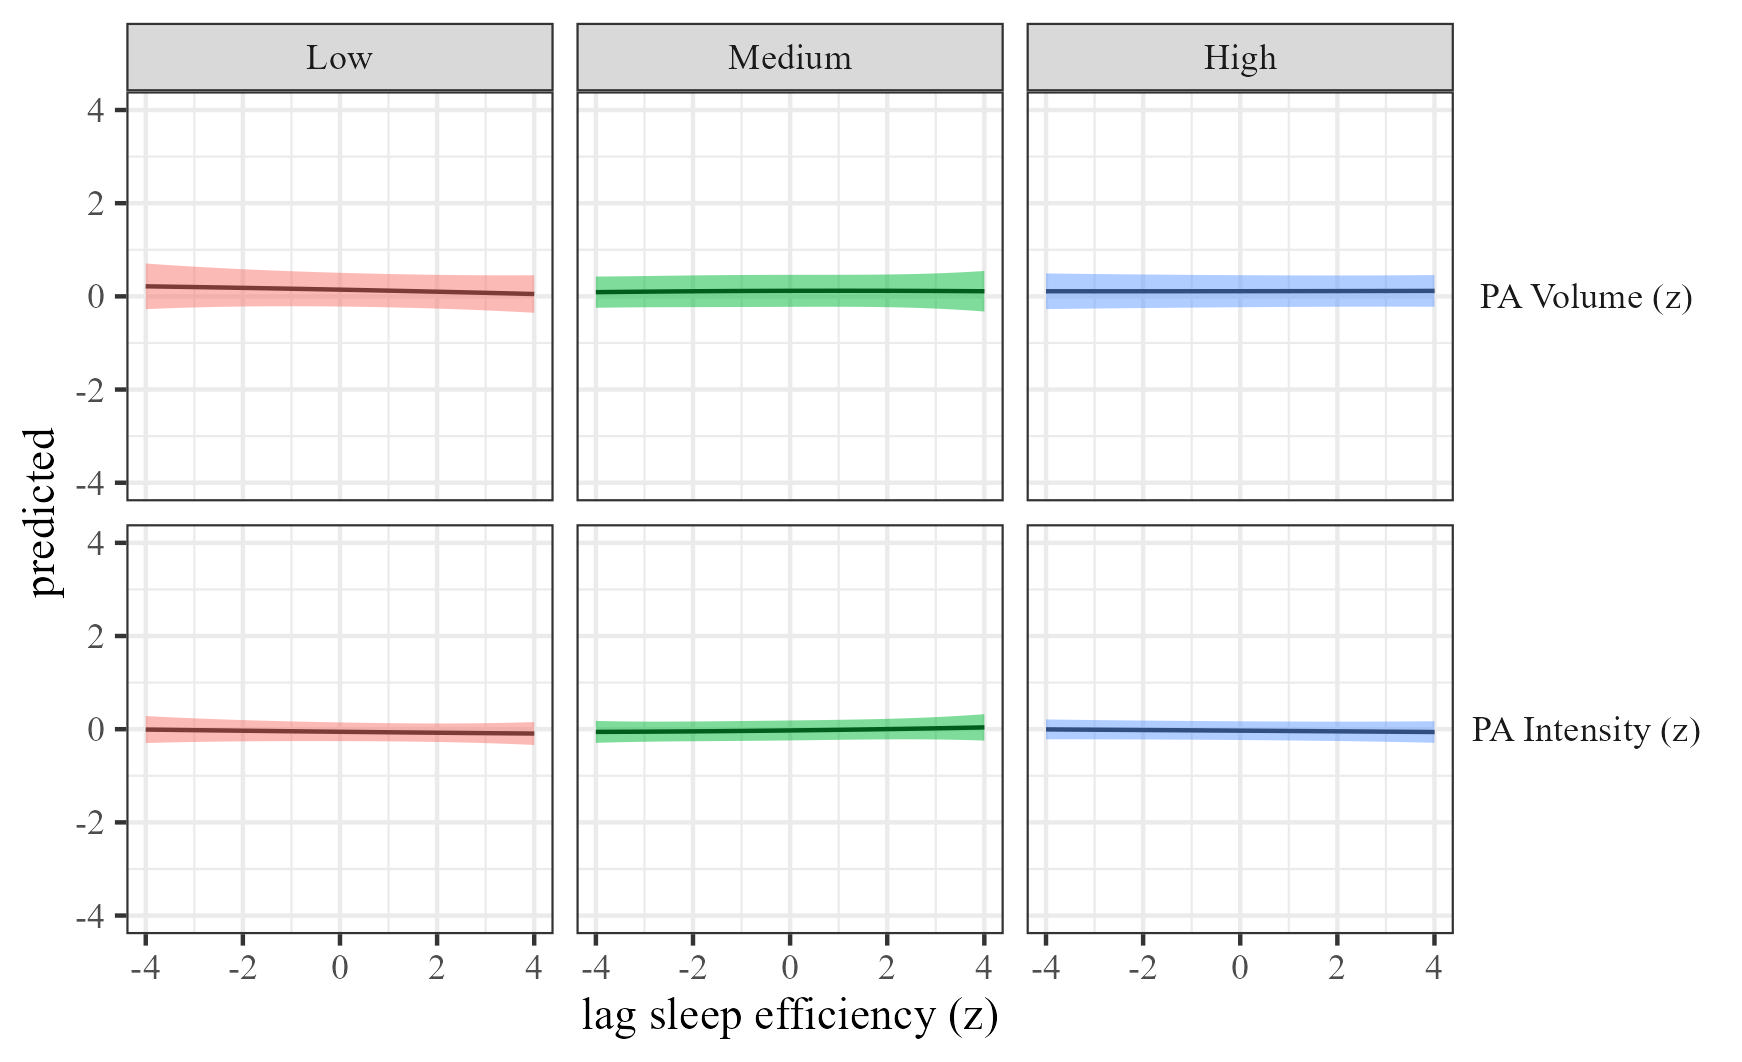 Low Medium High
4
2
0
-2
-4
PA Volume (z)
predicted
4
2
0
-2
-4
PA Intensity (z)
-4 -2 0 2 4 -4 -2 0 2 4 -4 -2 0 2 4
lag sleep efficiency (z)